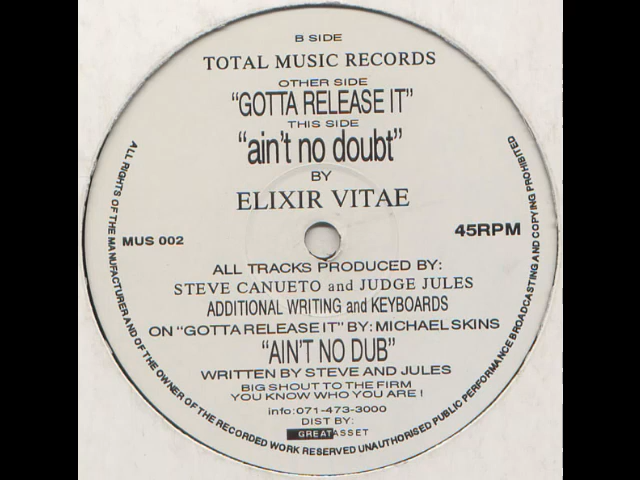 B SIDE
TOTAL MUSIC RECORDS
OTHER SIDE
"GOTTA RELEASE IT"
THIS SIDE
"ain't no doubt"
BY
ELIXIR VITAE
MUS 002
45RPM
ALL TRACKS PRODUCED BY:
STEVE CANUETO and JUDGE JULES
ADDITIONAL WRITING and KEYBOARDS
ON "GOTTA RELEASE IT" BY: MICHAEL SKINS
"AIN'T NO DUB"
WRITTEN BY STEVE AND JULES
BIG SHOUT TO THE FIRM
YOU KNOW WHO YOU ARE !
info: 071-473-3000
DIST BY:
GREAT ASSET
ALL RIGHTS OF THE MANUFACTURER AND OF THE OWNER OF THE RECORDED WORK RESERVED UNAUTHORISED PUBLIC PERFORMANCE BROADCASTING AND COPYING PROHIBITED